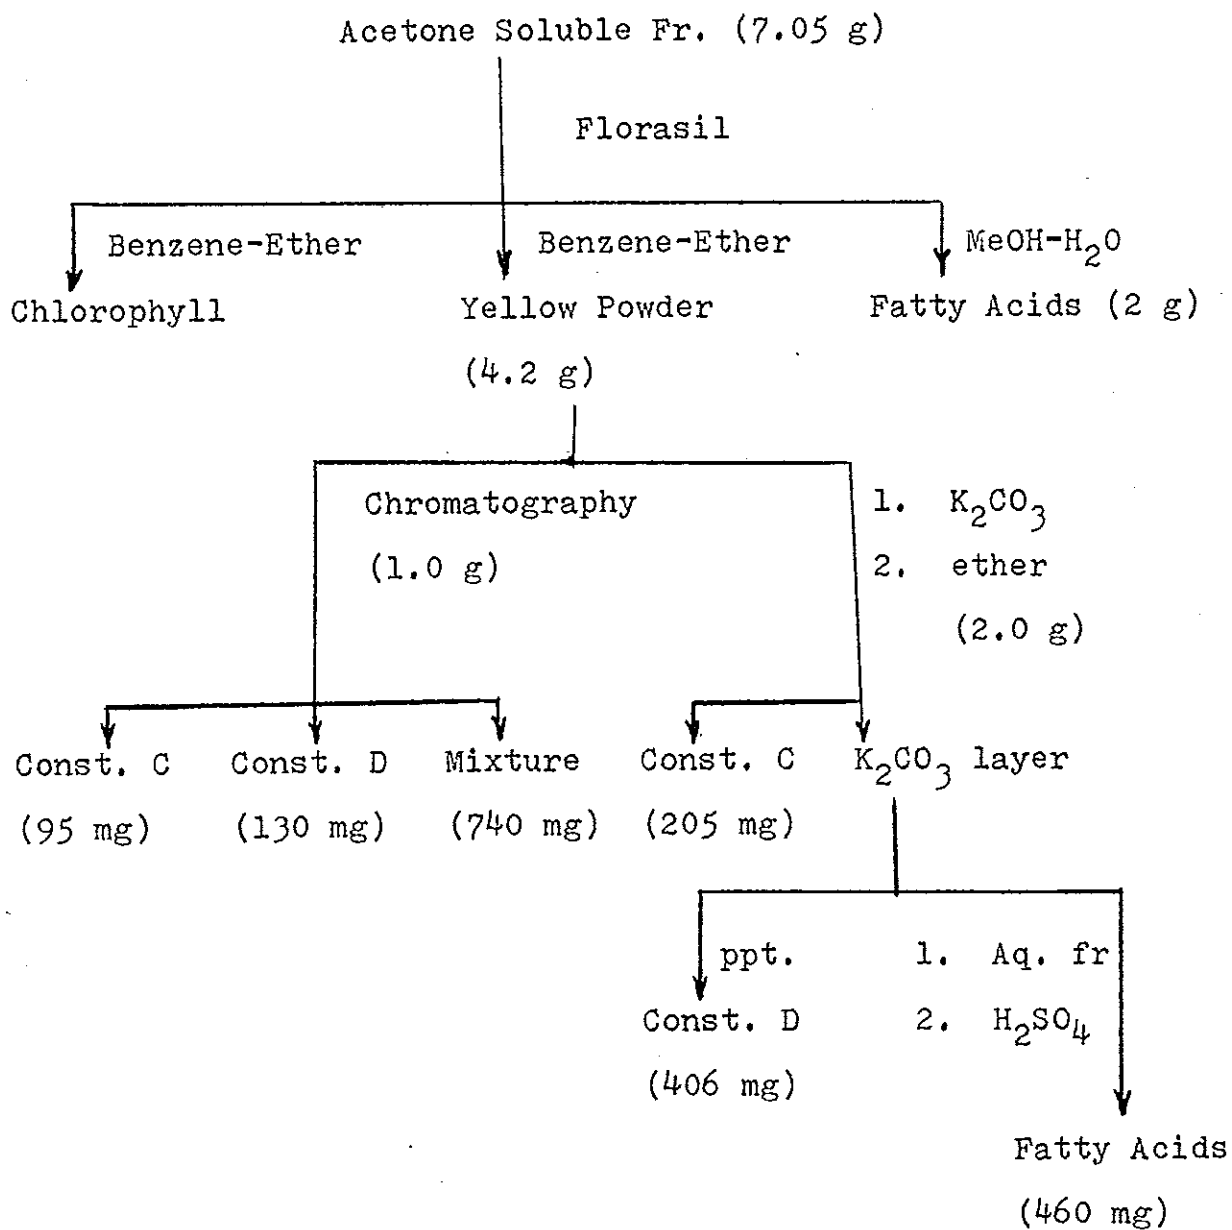 Acetone Soluble Fr. (7.05 g)
Florasil
Benzene-Ether Benzene-Ether MeOH-H2O
Chlorophyll Yellow Powder Fatty Acids (2 g)
(4.2 g)
Chromatography 1. K2CO3
(1.0 g) 2. ether
(2.0 g)
Const. C Const. D Mixture Const. C K2CO3 layer
(95 mg) (130 mg) (740 mg) (205 mg)
ppt. 1. Aq. fr
Const. D 2. H2SO4
(406 mg)
Fatty Acids
(460 mg)